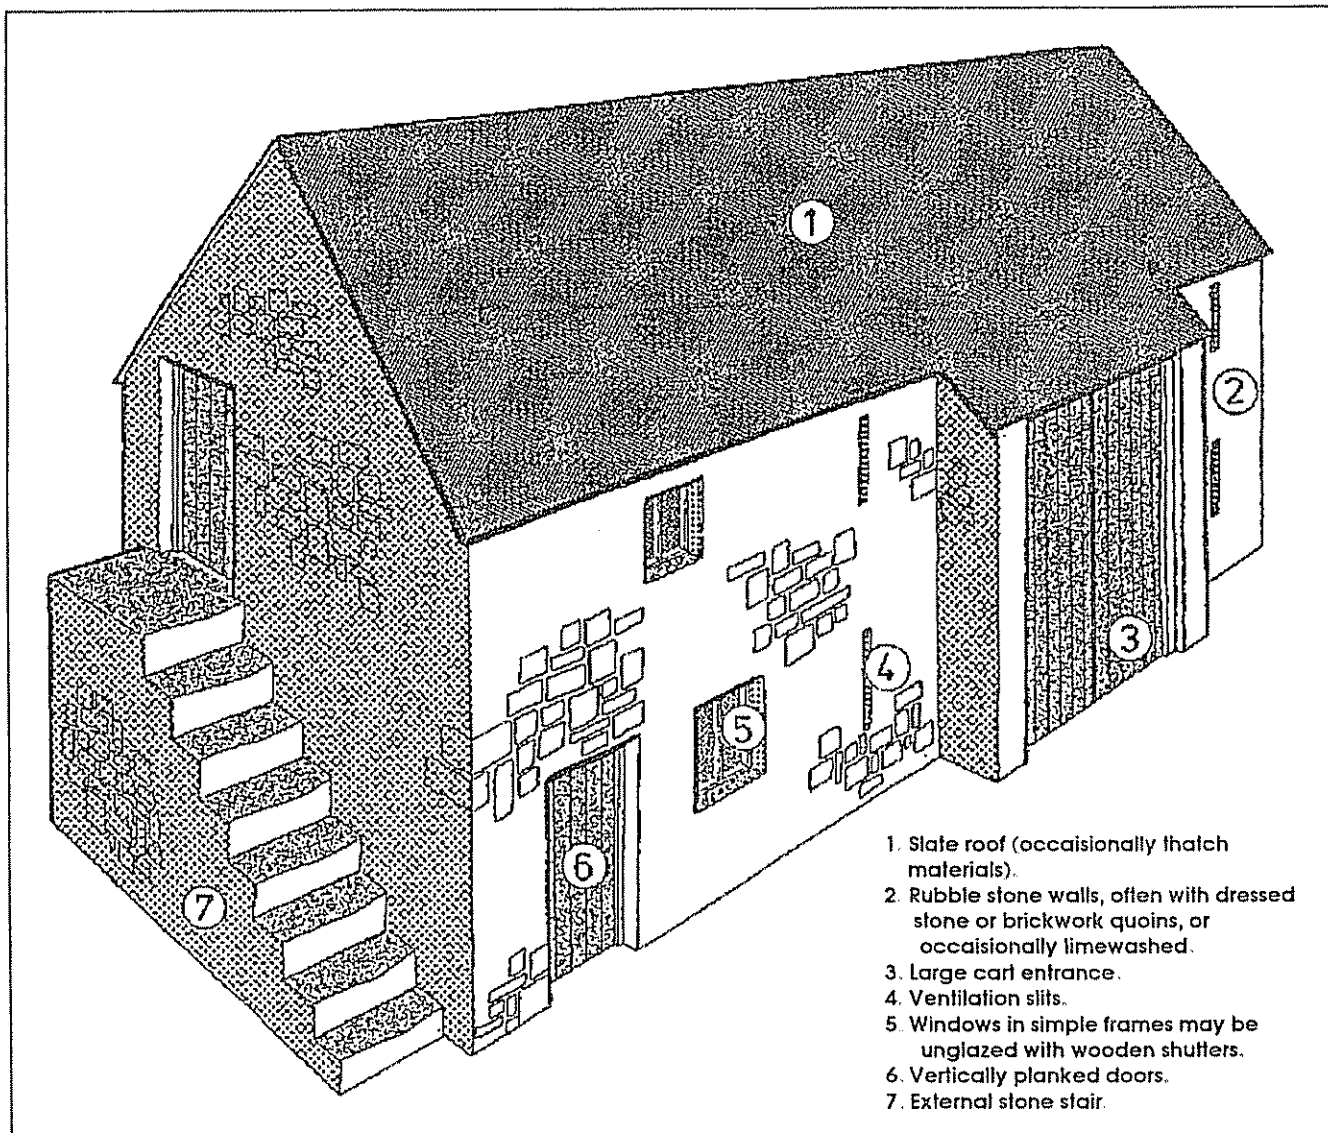 1
2
3
4
5
6
7
1. Slate roof (occaisionally thatch
materials).
2. Rubble stone walls, often with dressed
stone or brickwork quoins, or
occaisionally limewashed.
3. Large cart entrance.
4. Ventilation slits.
5. Windows in simple frames may be
unglazed with wooden shutters.
6. Vertically planked doors.
7. External stone stair.